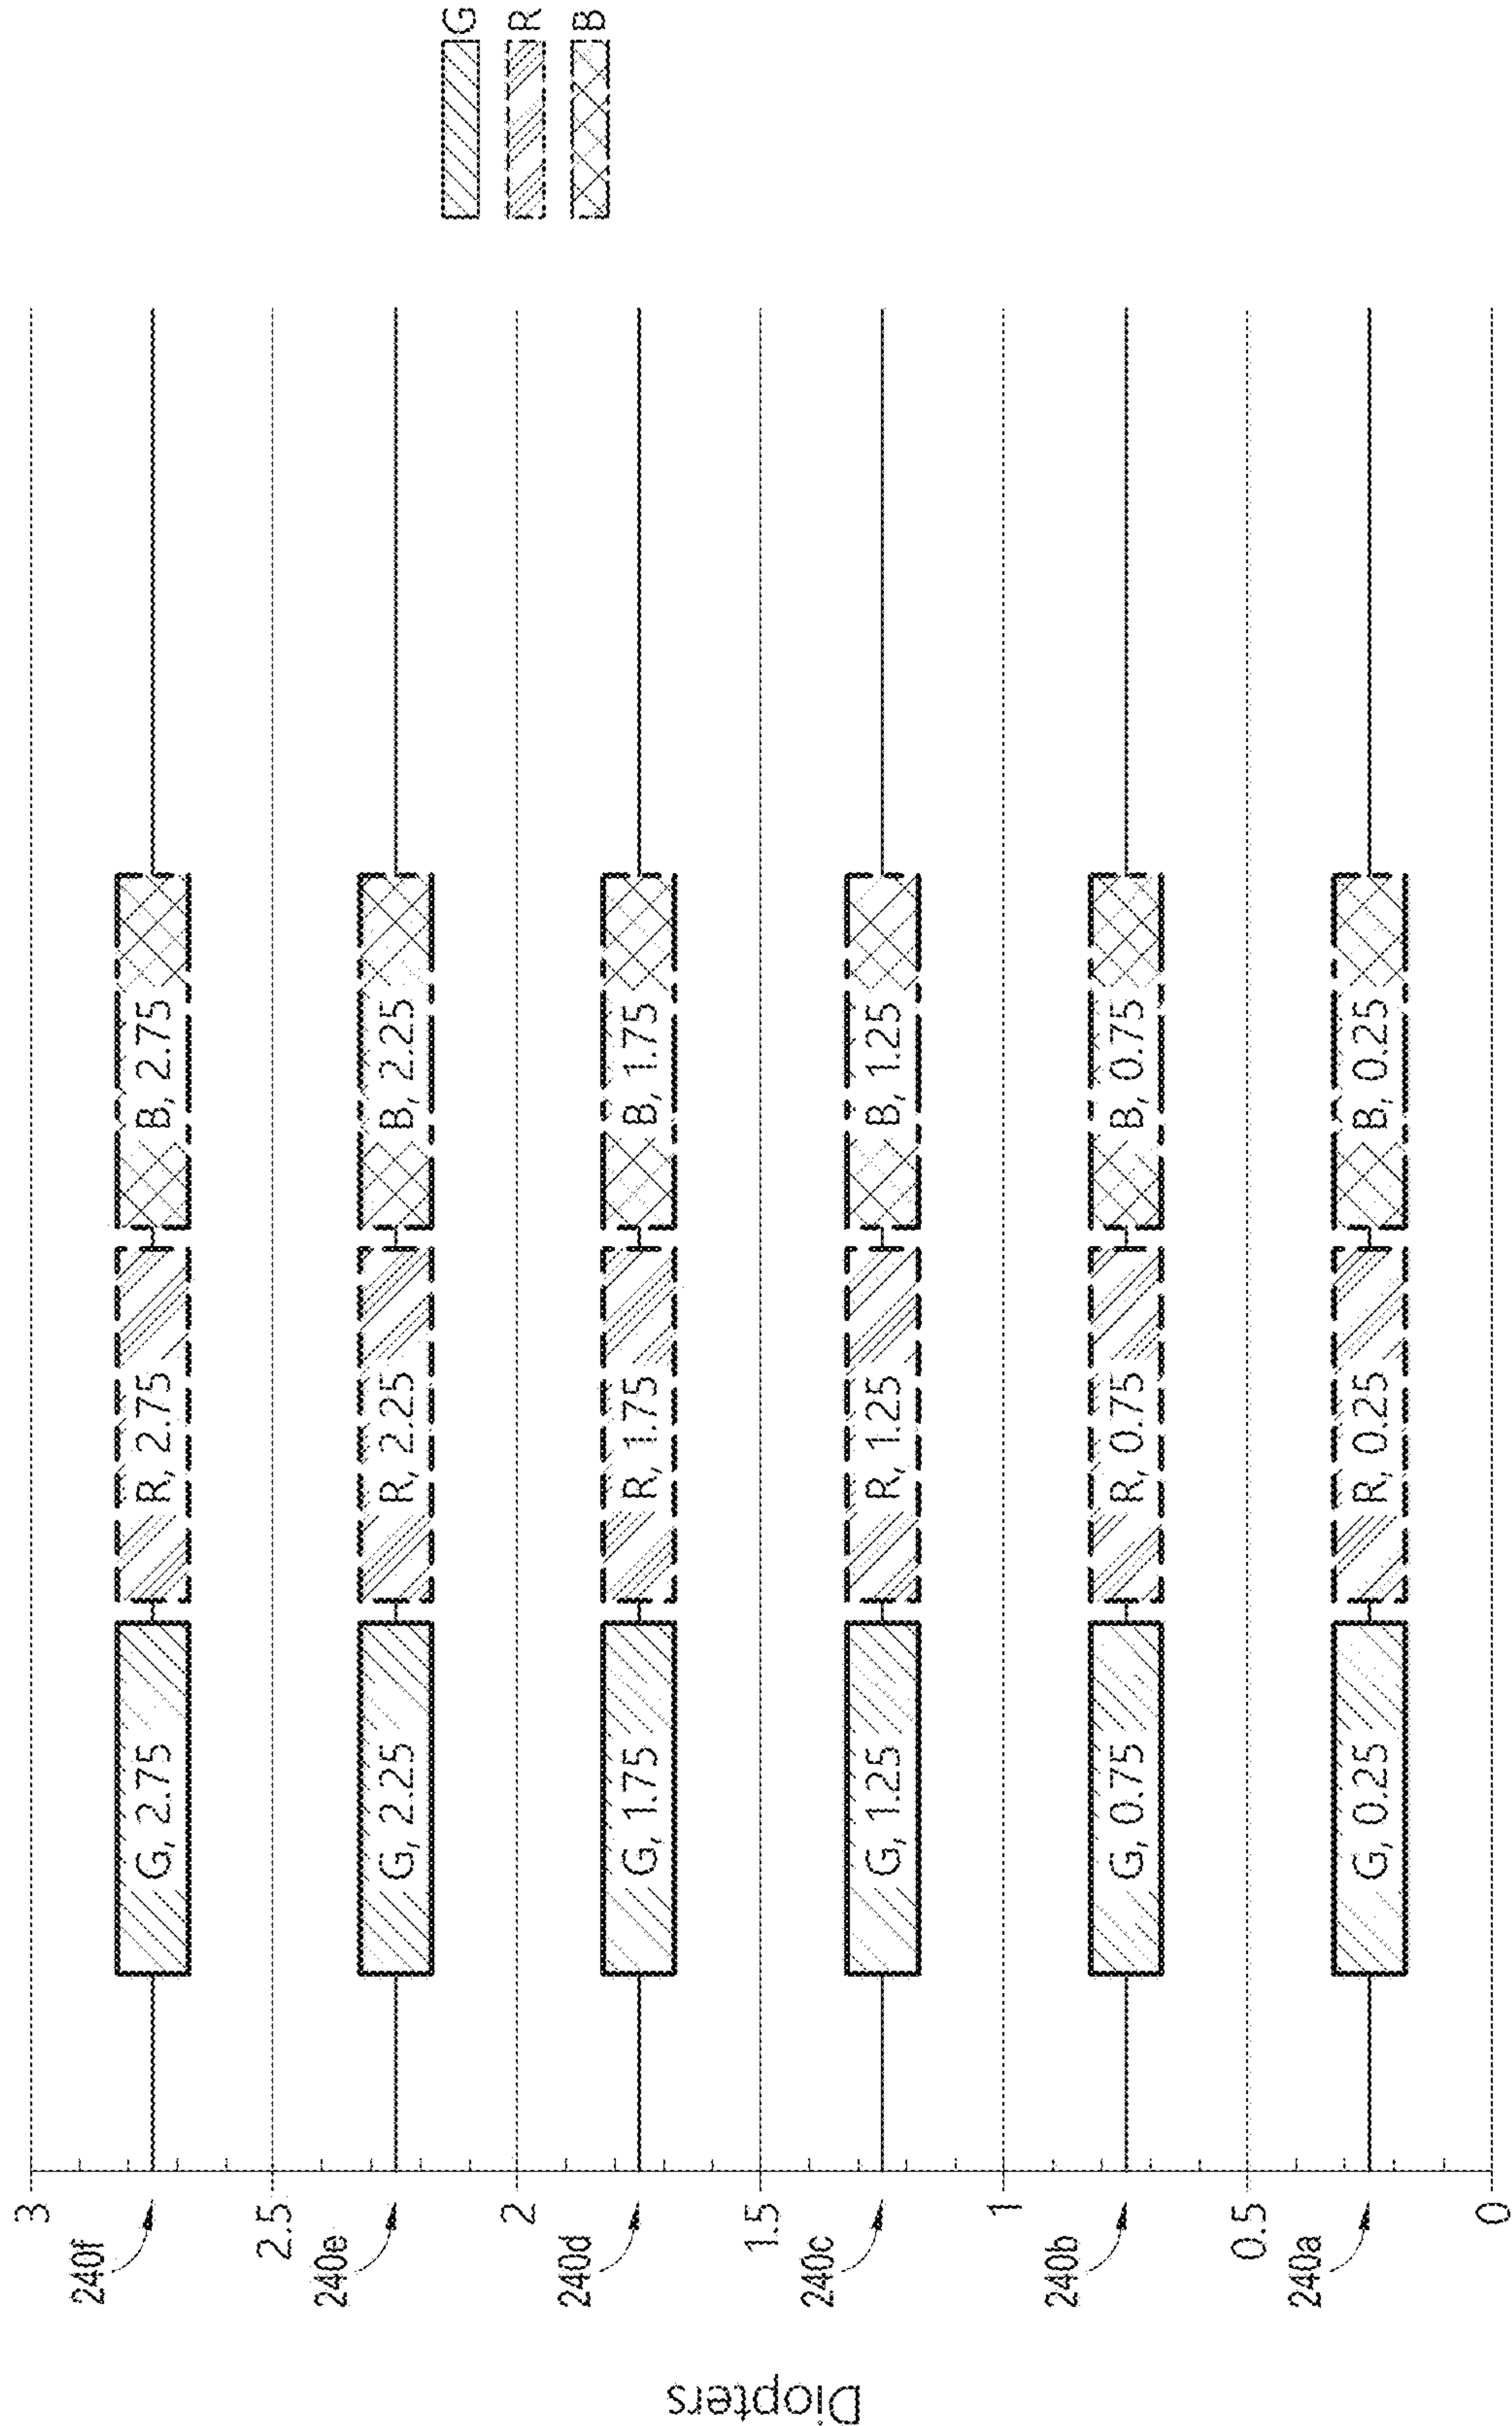 Diopters
3
240f
G, 2.75 R, 2.75 B, 2.75
2.5
240e
G, 2.25 R, 2.25 B, 2.25
2
240d
G, 1.75 R, 1.75 B, 1.75
1.5
240c
G, 1.25 R, 1.25 B, 1.25
1
240b
G, 0.75 R, 0.75 B, 0.75
0.5
240a
G, 0.25 R, 0.25 B, 0.25
0
G
R
B